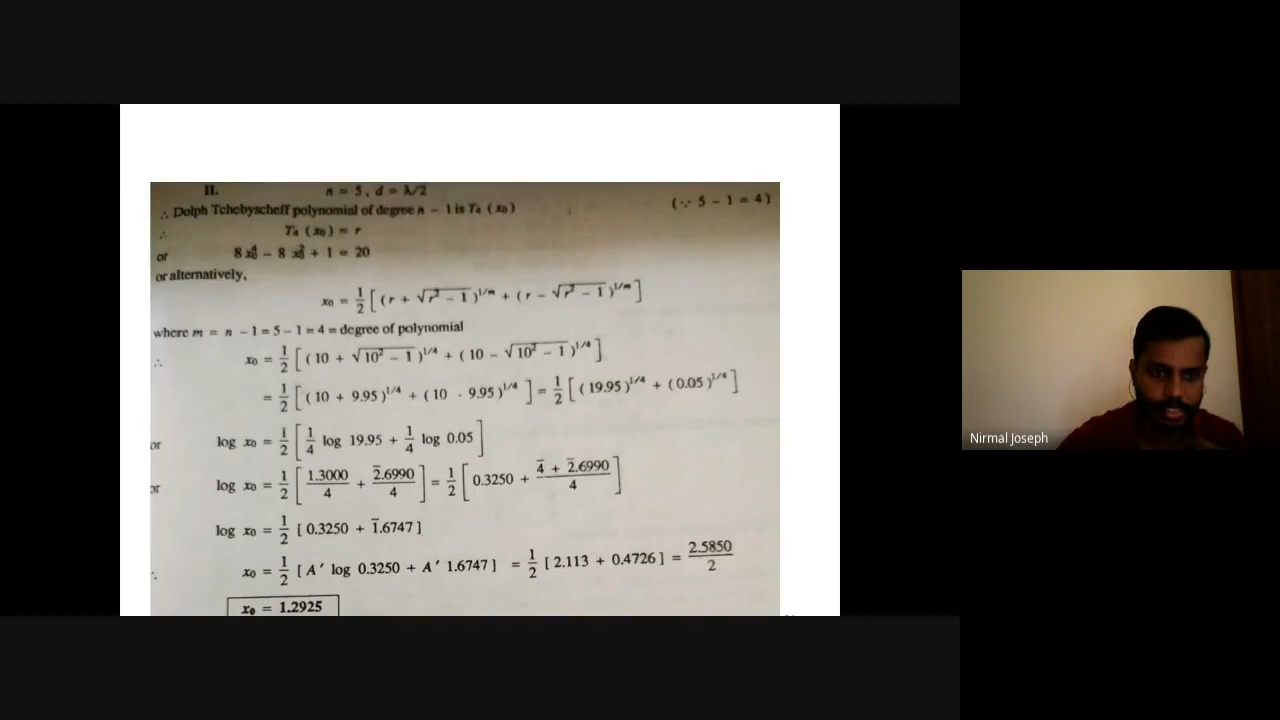 II. n = 5, d = λ/2
∴ Dolph Tchebyscheff polynomial of degree n - 1 is T₄ (x₀) (∵ 5 - 1 = 4)
∴ T₄ (x₀) = r
or 8x₀⁴ - 8 x₀² + 1 = 20
or alternatively,
x₀ = 1/2 [ (r + √(r² - 1))^1/m + (r - √(r² - 1))^1/m ]
where m = n - 1 = 5 - 1 = 4 = degree of polynomial
∴ x₀ = 1/2 [ (10 + √(10² - 1))^1/4 + (10 - √(10² - 1))^1/4 ]
= 1/2 [ (10 + 9.95)^1/4 + (10 - 9.95)^1/4 ] = 1/2 [ (19.95)^1/4 + (0.05)^1/4 ]
or log x₀ = 1/2 [ 1/4 log 19.95 + 1/4 log 0.05 ]
or log x₀ = 1/2 [ 1.3000/4 + 2̅.6990/4 ] = 1/2 [ 0.3250 + (4̅ + 2̅.6990)/4 ]
log x₀ = 1/2 [ 0.3250 + 1̅.6747 ]
∴ x₀ = 1/2 [ A′ log 0.3250 + A′ 1.6747 ] = 1/2 [ 2.113 + 0.4726 ] = 2.5850/2
x₀ = 1.2925
Nirmal Joseph